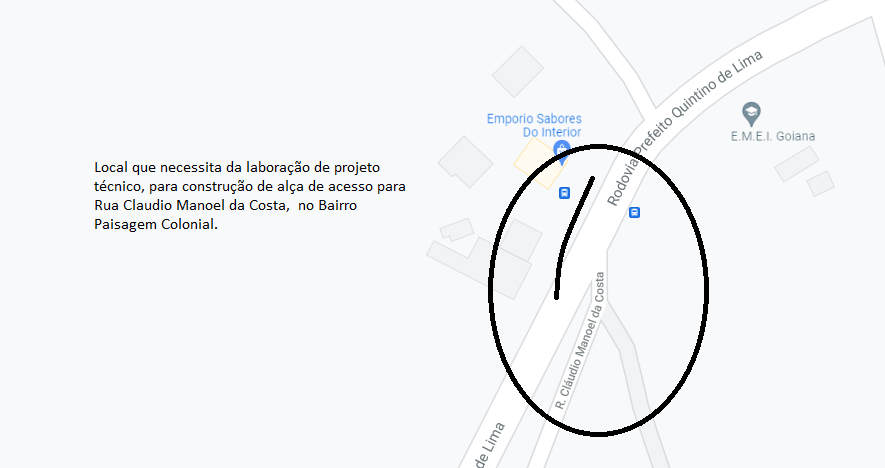 Local que necessita da laboração de projeto
técnico, para construção de alça de acesso para
Rua Claudio Manoel da Costa,  no Bairro
Paisagem Colonial.
Emporio Sabores
Do Interior
Rodovia Prefeito Quintino de Lima
E.M.E.I. Goiana
R. Cláudio Manoel da Costa
de Lima